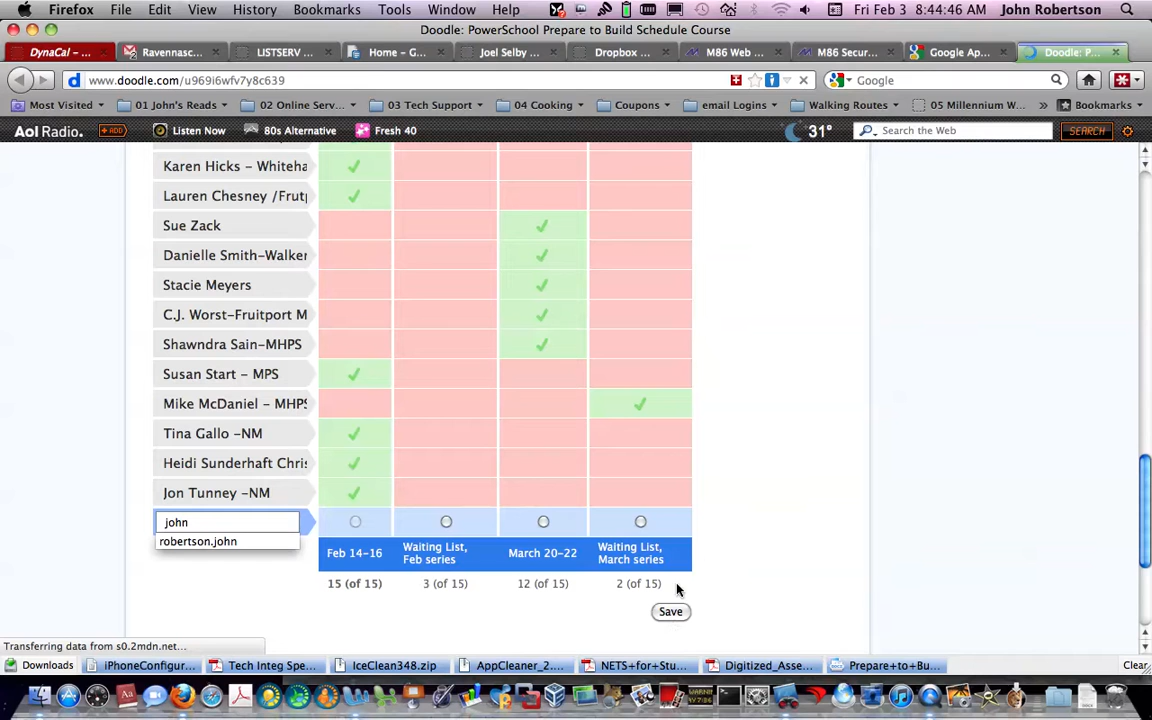 Firefox File Edit View History Bookmarks Tools Window Help Fri Feb 3 8:44:46 AM John Robertson
Doodle: PowerSchool Prepare to Build Schedule Course
DynaCal - ... Ravennasc... LISTSERV ... Home - G... Joel Selby ... Dropbox ... M86 Web ... M86 Secur... Google Ap... Doodle: P...
www.doodle.com/u969i6wfv7y8c639 Google
Most Visited 01 John's Reads 02 Online Serv... 03 Tech Support 04 Cooking Coupons email Logins Walking Routes 05 Millennium W... » Bookmarks
Aol Radio. +ADD Listen Now 80s Alternative Fresh 40 31° Search the Web SEARCH
Karen Hicks - Whiteha
Lauren Chesney /Frutp
Sue Zack
Danielle Smith-Walker
Stacie Meyers
C.J. Worst-Fruitport M
Shawndra Sain-MHPS
Susan Start - MPS
Mike McDaniel - MHPS
Tina Gallo -NM
Heidi Sunderhaft Chris
Jon Tunney -NM
john
robertson.john
Feb 14-16 Waiting List, Feb series March 20-22 Waiting List, March series
15 (of 15) 3 (of 15) 12 (of 15) 2 (of 15)
Save
Transferring data from s0.2mdn.net...
Downloads iPhoneConfigur... Tech Integ Spe... IceClean348.zip AppCleaner_2.... NETS+for+Stu... Digitized_Asse... Prepare+to+Bu... Clear